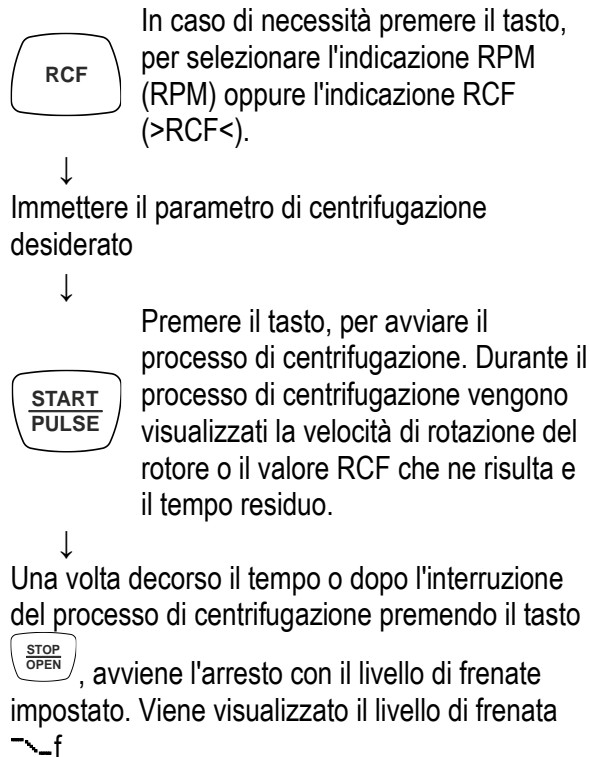 In caso di necessità premere il tasto,
per selezionare l'indicazione RPM
RCF
(RPM) oppure l'indicazione RCF
(>RCF<).
↓
Immettere il parametro di centrifugazione
desiderato
↓
Premere il tasto, per avviare il
processo di centrifugazione. Durante il
START
PULSE
processo di centrifugazione vengono
visualizzati la velocità di rotazione del
rotore o il valore RCF che ne risulta e
il tempo residuo.
↓
Una volta decorso il tempo o dopo l'interruzione
del processo di centrifugazione premendo il tasto
STOP
OPEN
, avviene l'arresto con il livello di frenate
impostato. Viene visualizzato il livello di frenata
f